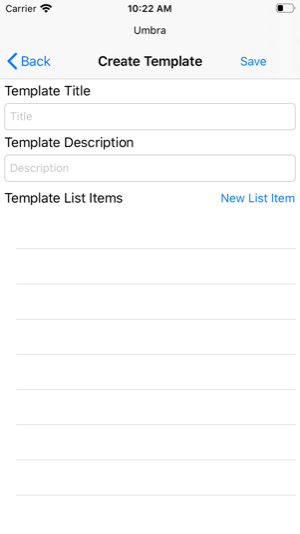 Carrier 10:22 AM
Umbra
Back Create Template Save
Template Title
Title
Template Description
Description
Template List Items New List Item